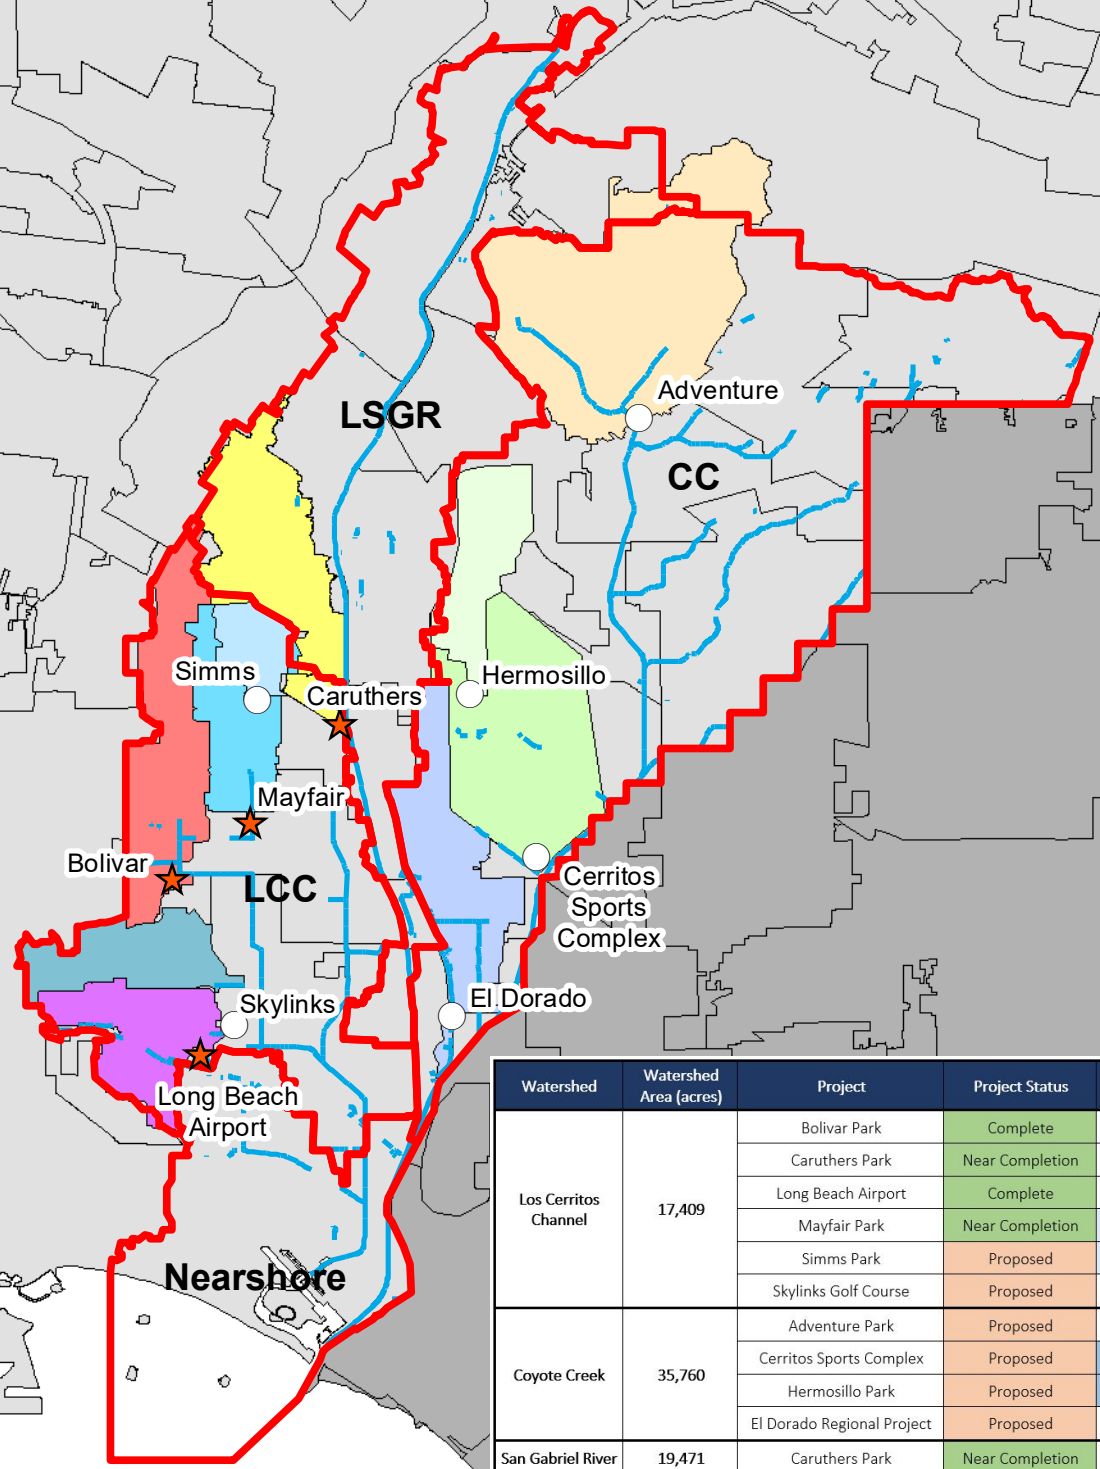 LSGR
Adventure
CC
Simms
Hermosillo
Caruthers
Mayfair
Bolivar
LCC
Cerritos
Sports
Complex
El Dorado
Skylinks
Long Beach
Airport
Nearshore
Watershed Watershed Area (acres) Project Project Status
Los Cerritos Channel 17,409 Bolivar Park Complete
Caruthers Park Near Completion
Long Beach Airport Complete
Mayfair Park Near Completion
Simms Park Proposed
Skylinks Golf Course Proposed
Coyote Creek 35,760 Adventure Park Proposed
Cerritos Sports Complex Proposed
Hermosillo Park Proposed
El Dorado Regional Project Proposed
San Gabriel River 19,471 Caruthers Park Near Completion